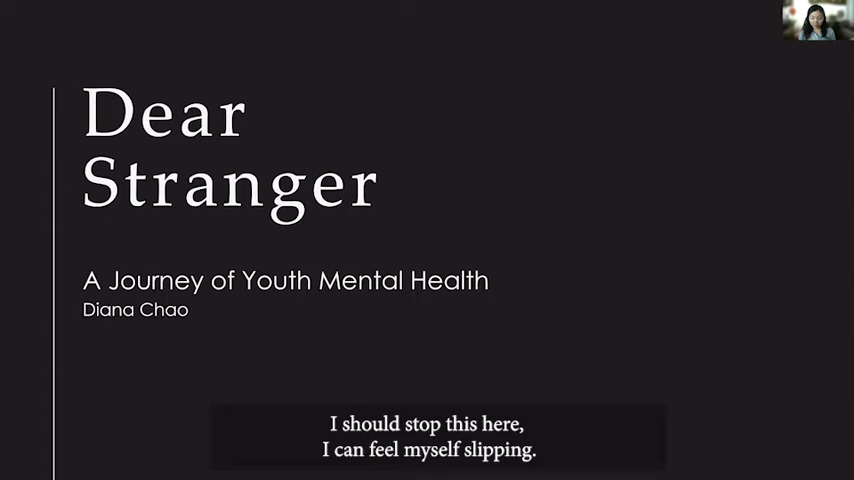 Dear
Stranger
A Journey of Youth Mental Health
Diana Chao
I should stop this here,
I can feel myself slipping.